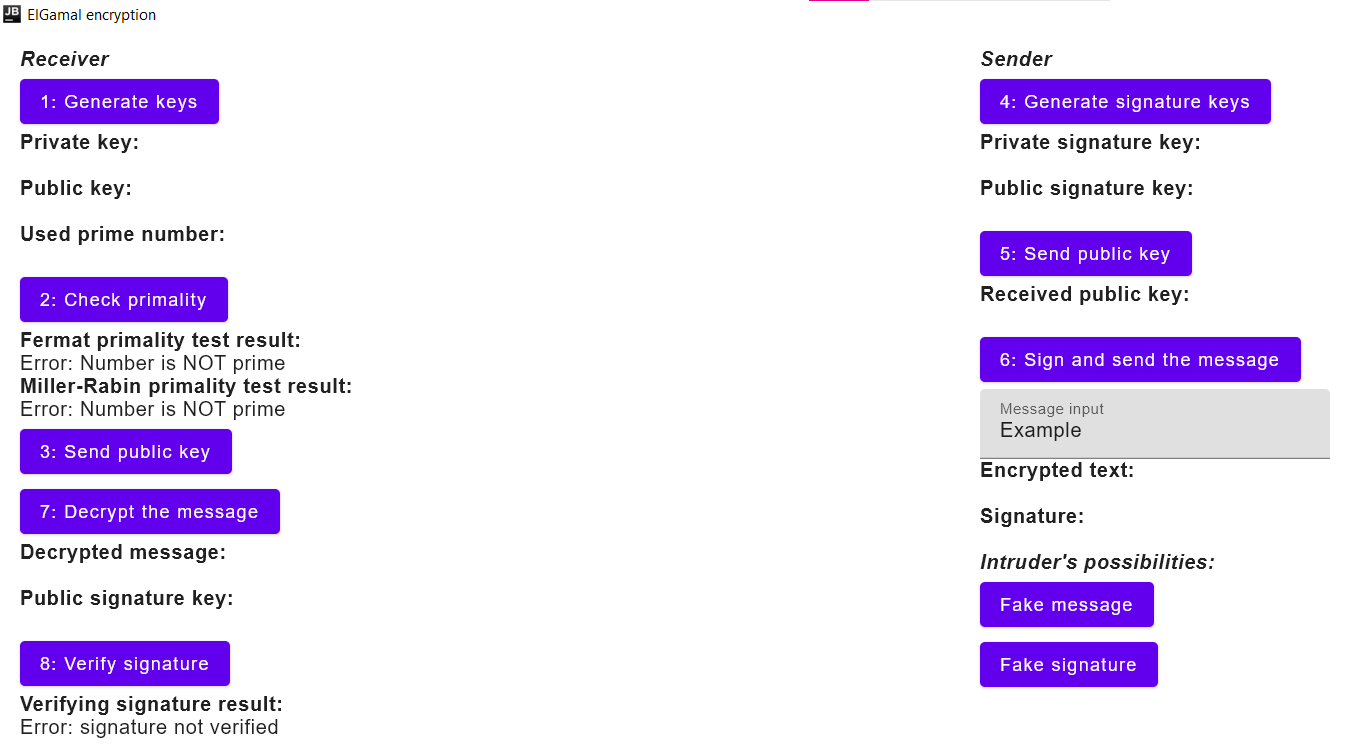 JB
ElGamal encryption
Receiver
1: Generate keys
Private key:
Public key:
Used prime number:
2: Check primality
Fermat primality test result:
Error: Number is NOT prime
Miller-Rabin primality test result:
Error: Number is NOT prime
3: Send public key
7: Decrypt the message
Decrypted message:
Public signature key:
8: Verify signature
Verifying signature result:
Error: signature not verified
Sender
4: Generate signature keys
Private signature key:
Public signature key:
5: Send public key
Received public key:
6: Sign and send the message
Message input
Example
Encrypted text:
Signature:
Intruder's possibilities:
Fake message
Fake signature